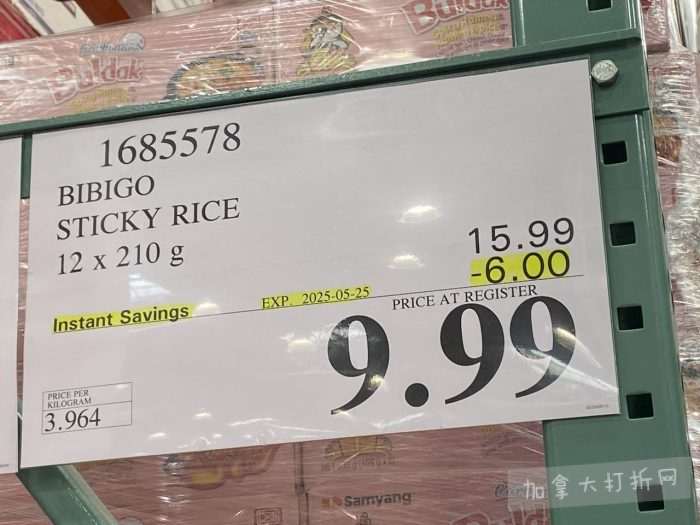 Buldak
Buldak
1685578
BIBIGO
STICKY RICE
12 x 210 g
15.99
-6.00
Instant Savings
EXP. 2025-05-25
PRICE AT REGISTER
9.99
PRICE PER
KILOGRAM
3.964
Samyang
加拿大打折网